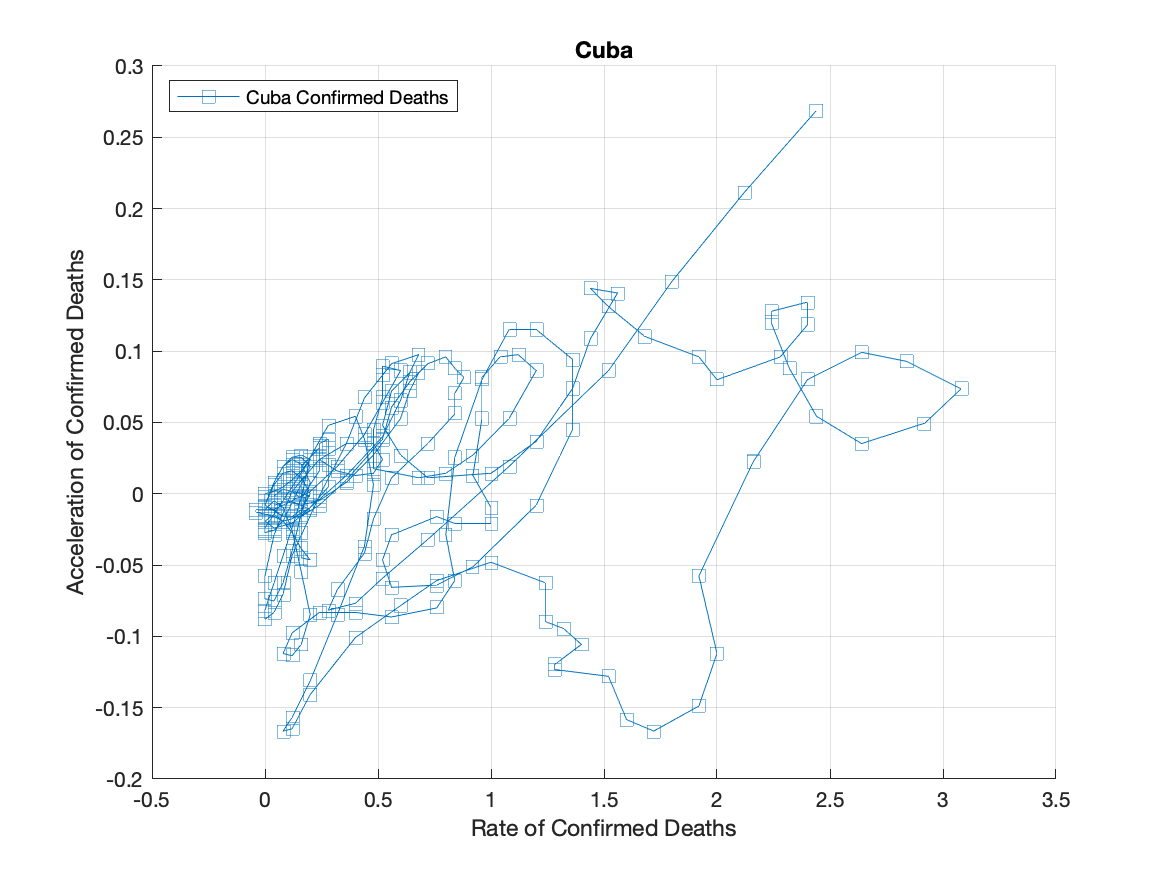 Cuba
0.3
Cuba Confirmed Deaths
0.25
0.2
0.15
0.1
0.05
0
-0.05
-0.1
-0.15
-0.2
Acceleration of Confirmed Deaths
-0.5 0 0.5 1 1.5 2 2.5 3 3.5
Rate of Confirmed Deaths